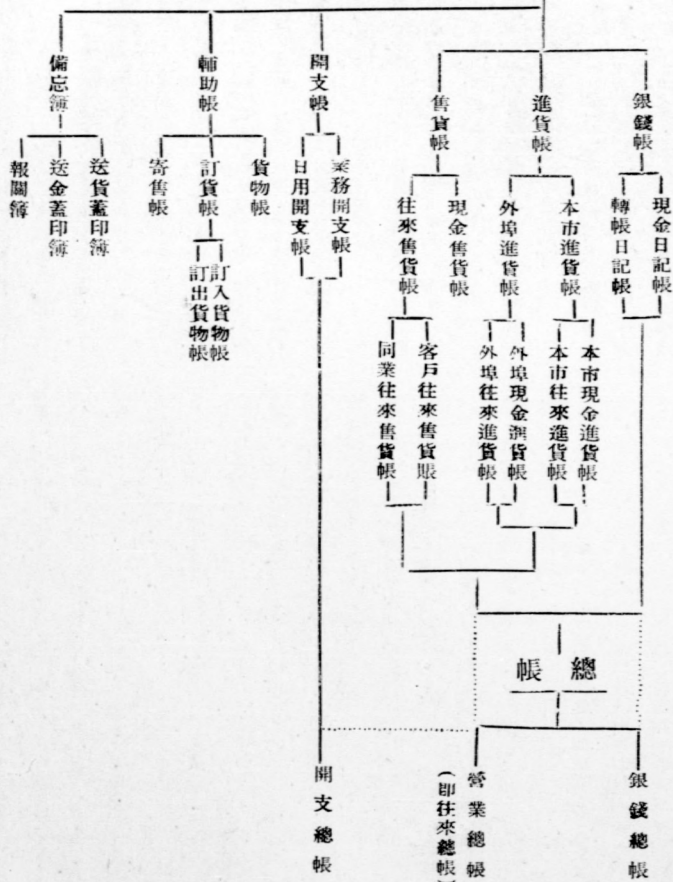 銀錢帳
進貨帳
售貨帳
開支帳
輔助帳
備忘簿
現金日記帳
轉帳日記帳
本市進貨帳
外埠進貨帳
現金售貨帳
往來售貨帳
業務開支帳
日用開支帳
貨物帳
訂貨帳
寄售帳
送貨蓋印簿
送金蓋印簿
報關簿
訂入貨物帳
訂出貨物帳
本市現金進貨帳
本市往來進貨帳
外埠現金進貨帳
外埠往來進貨帳
客戶往來售貨賬
同業往來售貨帳
總帳
銀錢總帳
營業總帳
(即往來總帳
開支總帳